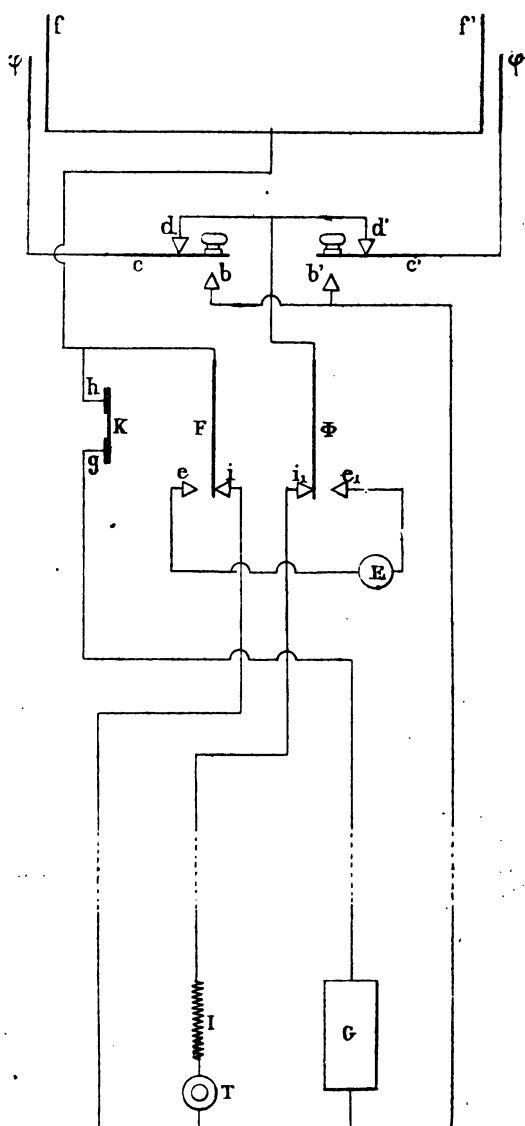 f f'
φ φ
d d'
c b b' c'
h
K F Φ
g e i i₁ e₁
E
I G
T